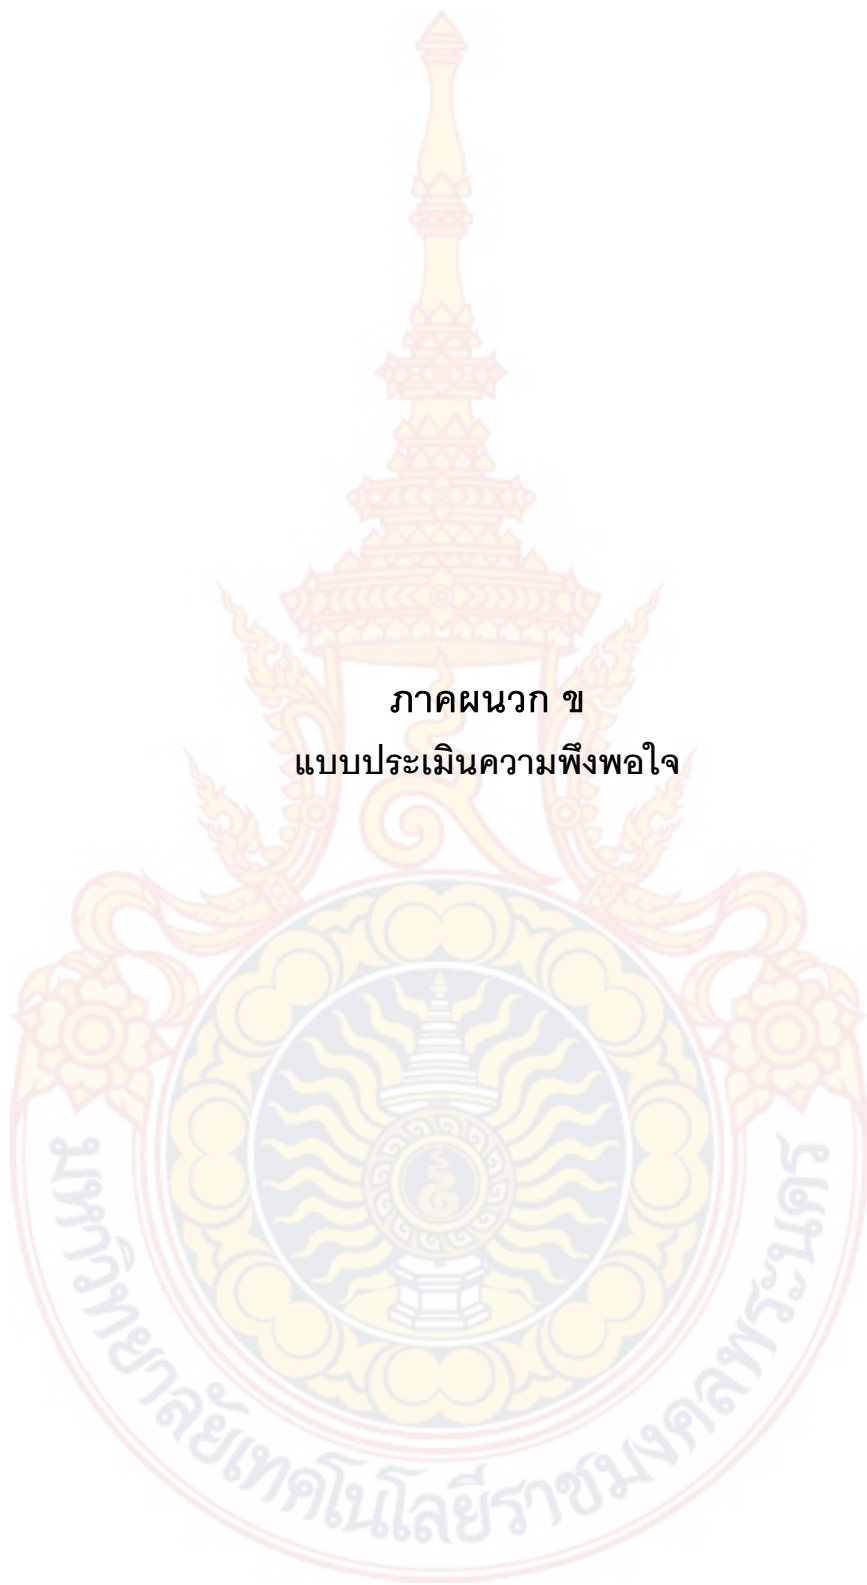 ภาคผนวก ข
แบบประเมินความพึงพอใจ
มหาวิทยาลัยเทคโนโลยีราชมงคลพระนคร